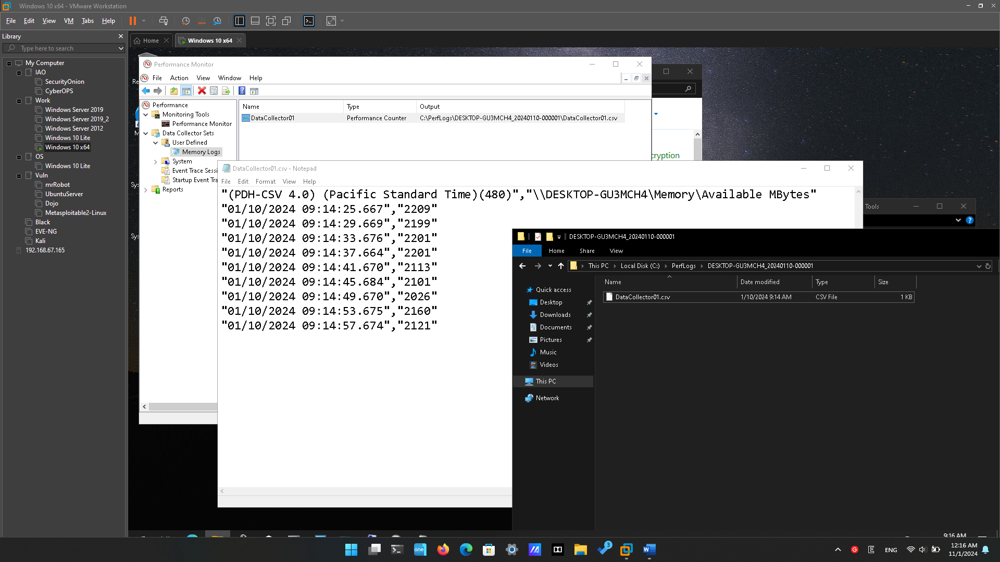 Windows 10 x64 - VMware Workstation
File Edit View VM Tabs Help
Library
Type here to search
My Computer
IAO
SecurityOnion
CyberOPS
Work
Windows Server 2019
Windows Server 2019_2
Windows Server 2012
Windows 10 Lite
Windows 10 x64
OS
Windows 10 Lite
Vuln
mrRobot
UbuntuServer
Dojo
Metasploitable2-Linux
Black
EVE-NG
Kali
192.168.67.165
Home
Windows 10 x64
Performance Monitor
File Action View Window Help
Performance
Monitoring Tools
Performance Monitor
Data Collector Sets
User Defined
Memory Logs
System
Event Trace Sessi
Startup Event Tra
Reports
Name Type Output
DataCollector01 Performance Counter C:\PerfLogs\DESKTOP-GU3MCH4_20240110-000001\DataCollector01.csv
cryption
Tools
DataCollector01.csv - Notepad
File Edit Format View Help
"(PDH-CSV 4.0) (Pacific Standard Time)(480)","\\DESKTOP-GU3MCH4\Memory\Available MBytes"
"01/10/2024 09:14:25.667","2209"
"01/10/2024 09:14:29.669","2199"
"01/10/2024 09:14:33.676","2201"
"01/10/2024 09:14:37.664","2201"
"01/10/2024 09:14:41.670","2113"
"01/10/2024 09:14:45.684","2101"
"01/10/2024 09:14:49.670","2026"
"01/10/2024 09:14:53.675","2160"
"01/10/2024 09:14:57.674","2121"
DESKTOP-GU3MCH4_20240110-000001
File Home Share View
This PC > Local Disk (C:) > PerfLogs > DESKTOP-GU3MCH4_20240110-000001
Quick access
Desktop
Downloads
Documents
Pictures
Music
Videos
This PC
Network
Name Date modified Type Size
DataCollector01.csv 1/10/2024 9:14 AM CSV File 1 KB
9:16 AM
one
3
ENG
12:16 AM
11/1/2024